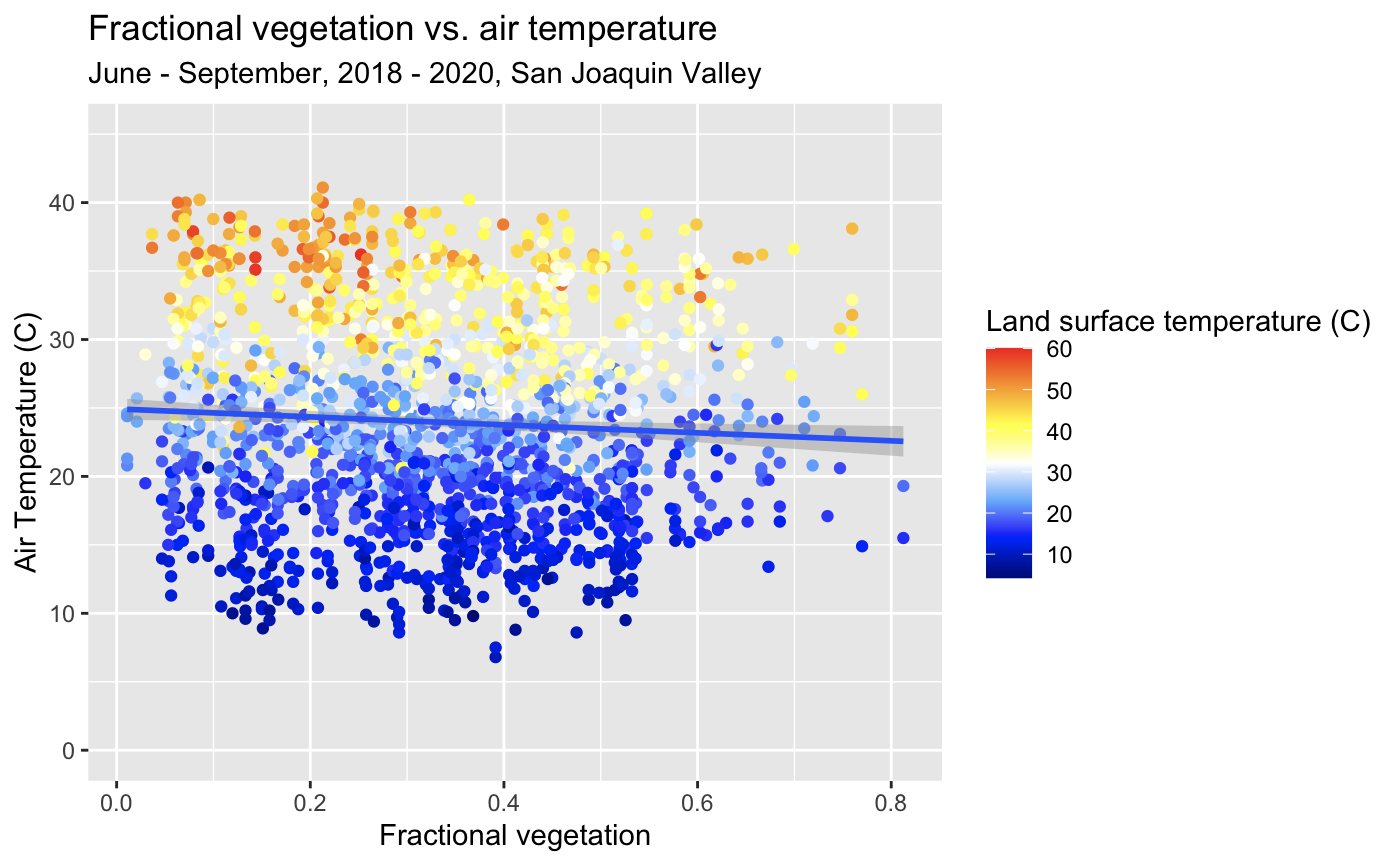 Fractional vegetation vs. air temperature
June - September, 2018 - 2020, San Joaquin Valley
Air Temperature (C)
40
30
20
10
0
0.0 0.2 0.4 0.6 0.8
Fractional vegetation
Land surface temperature (C)
60
50
40
30
20
10